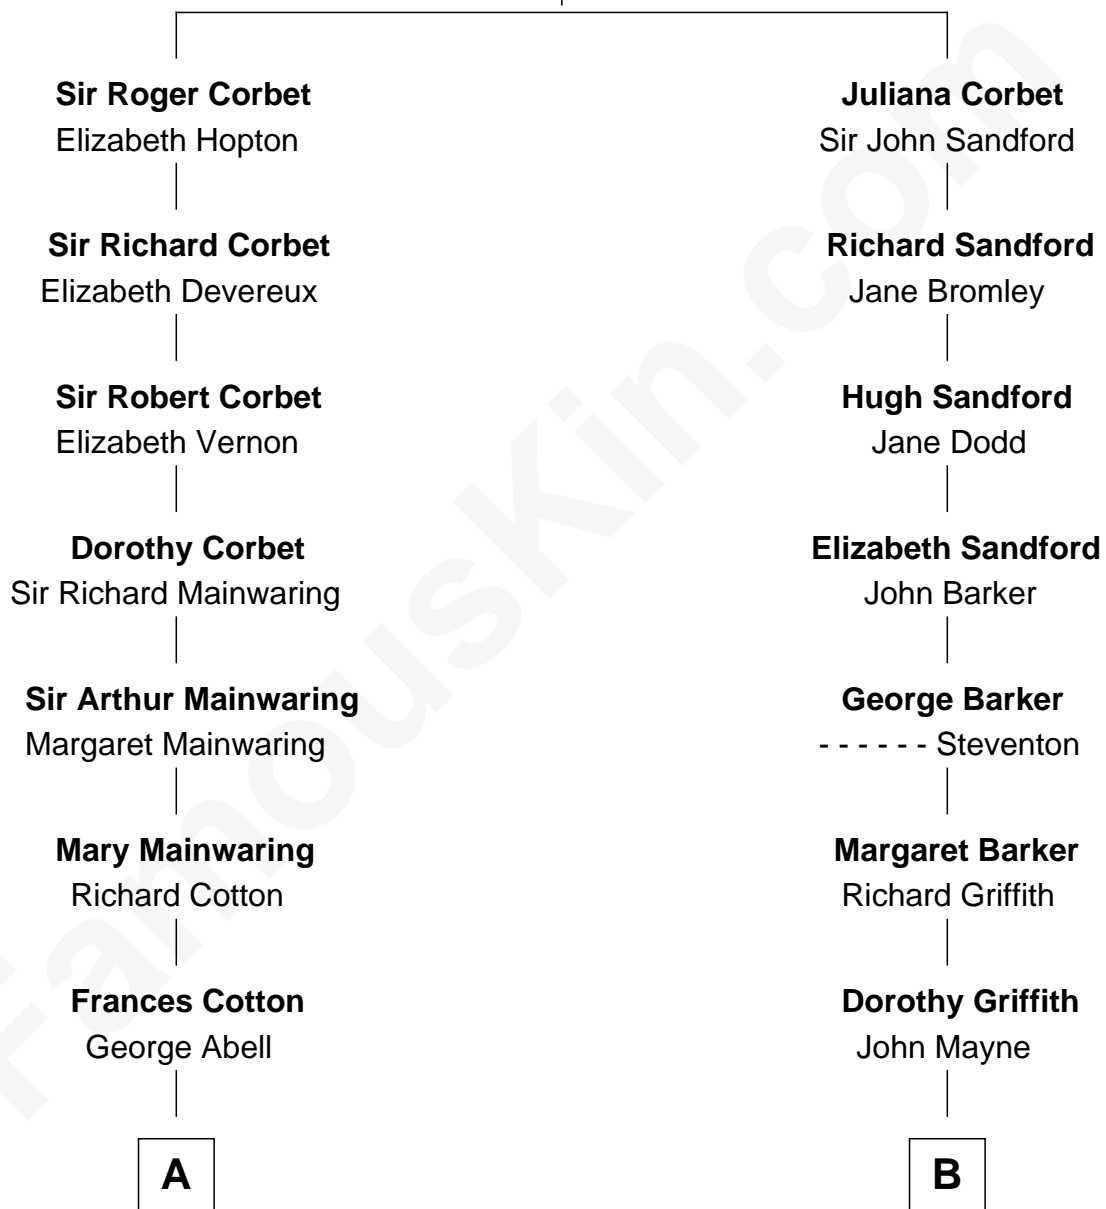 Sir Roger Corbet
Elizabeth Hopton
Sir Richard Corbet
Elizabeth Devereux
Sir Robert Corbet
Elizabeth Vernon
Dorothy Corbet
Sir Richard Mainwaring
Sir Arthur Mainwaring
Margaret Mainwaring
Mary Mainwaring
Richard Cotton
Frances Cotton
George Abell
A
Juliana Corbet
Sir John Sandford
Richard Sandford
Jane Bromley
Hugh Sandford
Jane Dodd
Elizabeth Sandford
John Barker
George Barker
- - - - - - Steventon
Margaret Barker
Richard Griffith
Dorothy Griffith
John Mayne
B
FamousKin.com